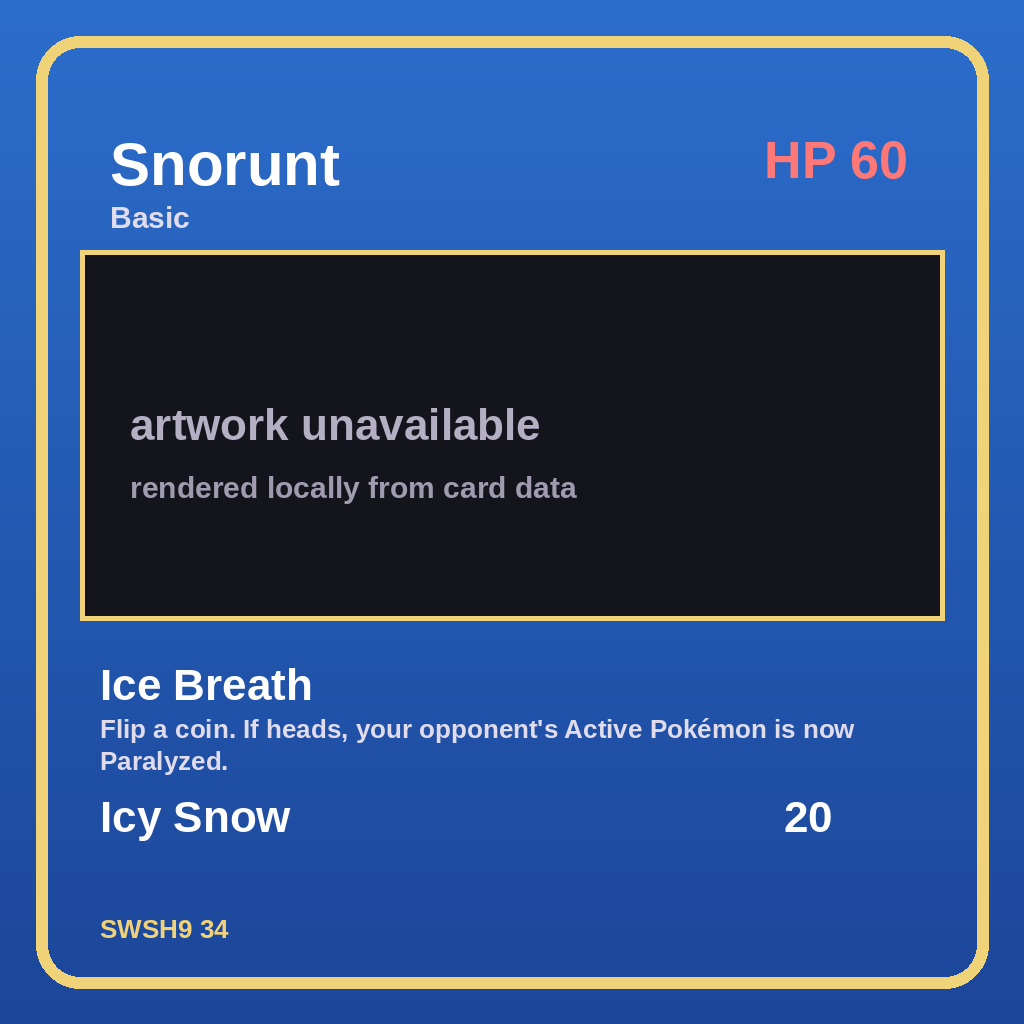 Snorunt
HP 60
Basic
artwork unavailable
rendered locally from card data
Ice Breath
Flip a coin. If heads, your opponent's Active Pokémon is now
Paralyzed.
Icy Snow 20
SWSH9 34